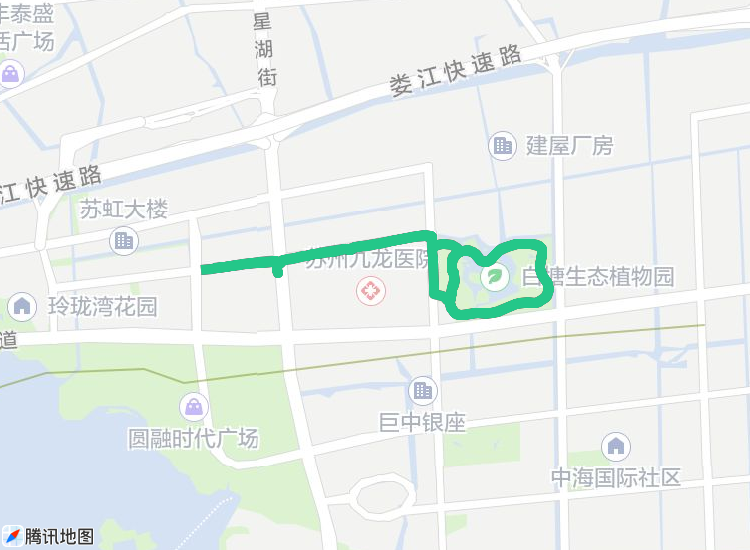 丰泰盛
活广场
星湖街
娄江快速路
建屋厂房
江快速路
苏虹大楼
苏州九龙医院
白塘生态植物园
玲珑湾花园
道
巨中银座
圆融时代广场
中海国际社区
腾讯地图